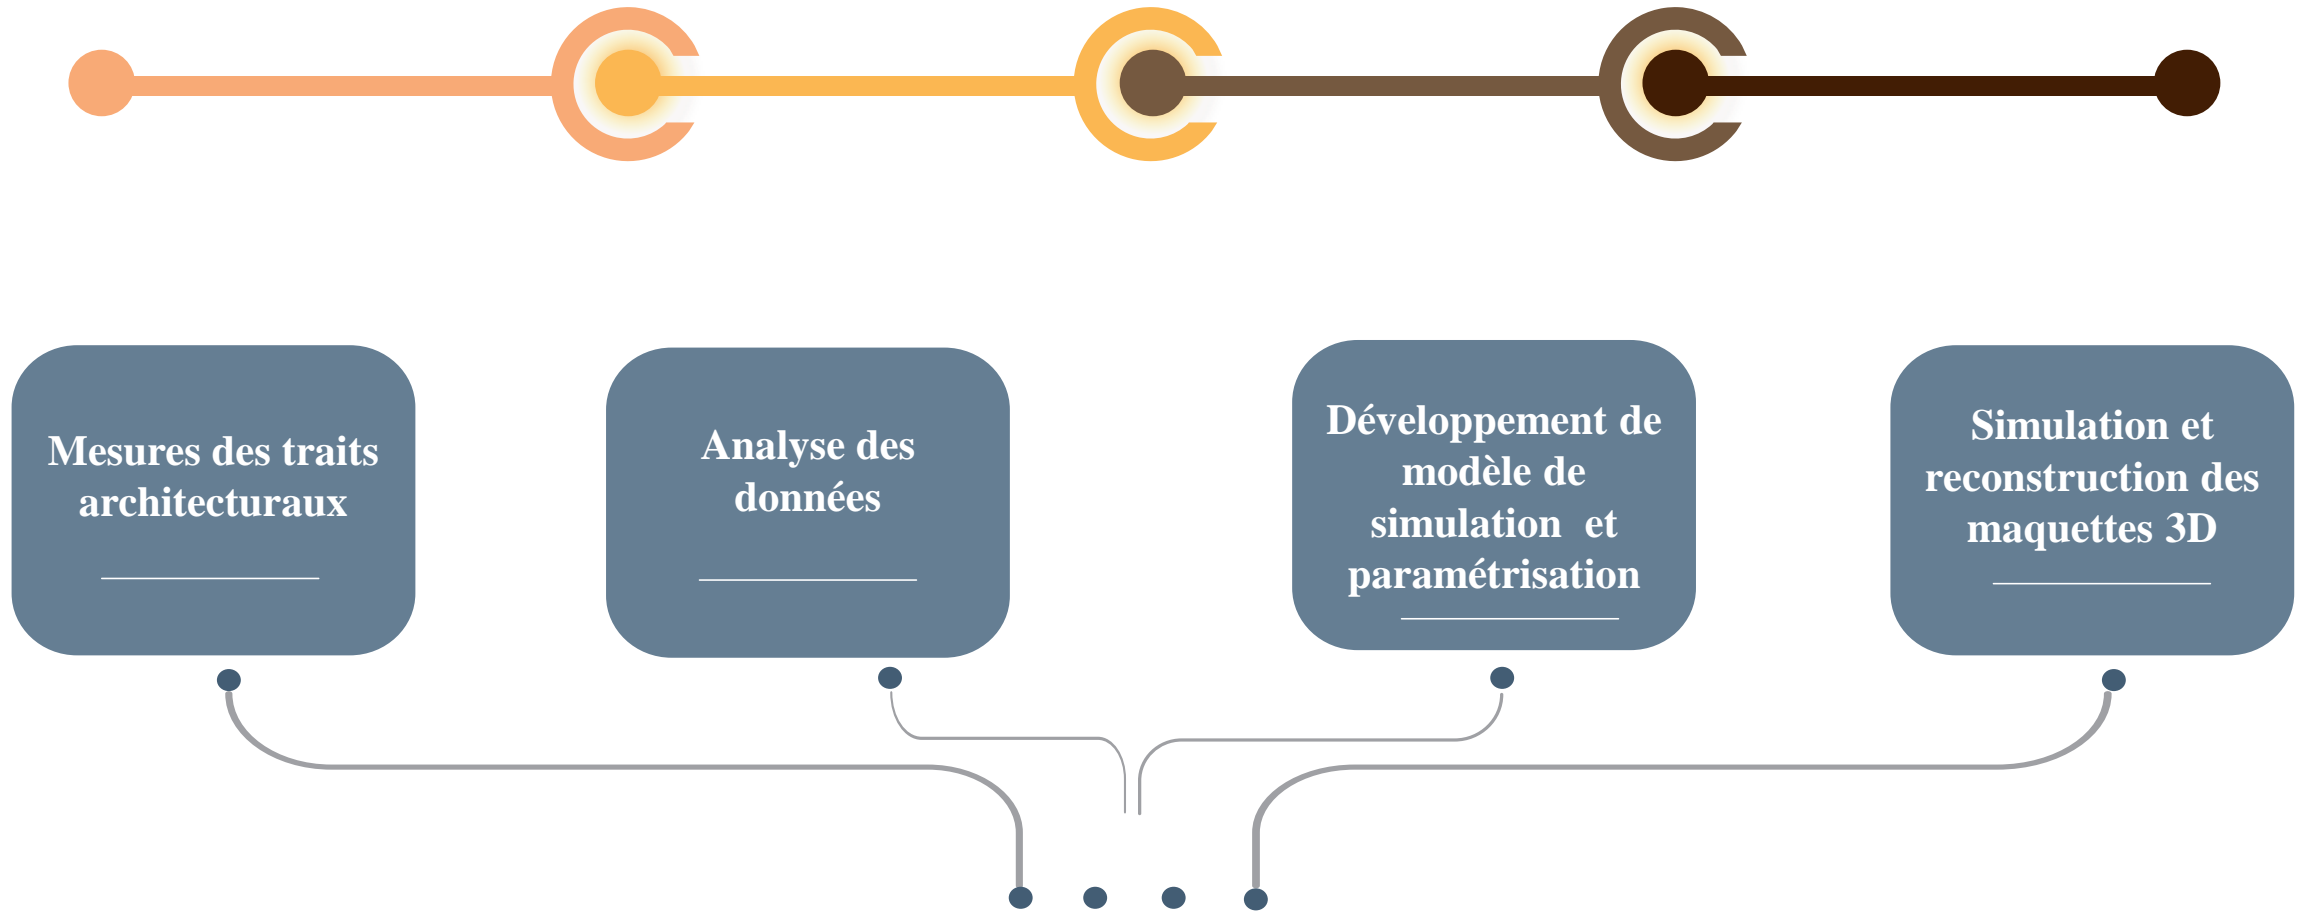 Mesures des traits
architecturaux
Analyse des
données
Développement de
modèle de
simulation  et
paramétrisation
Simulation et
reconstruction des
maquettes 3D